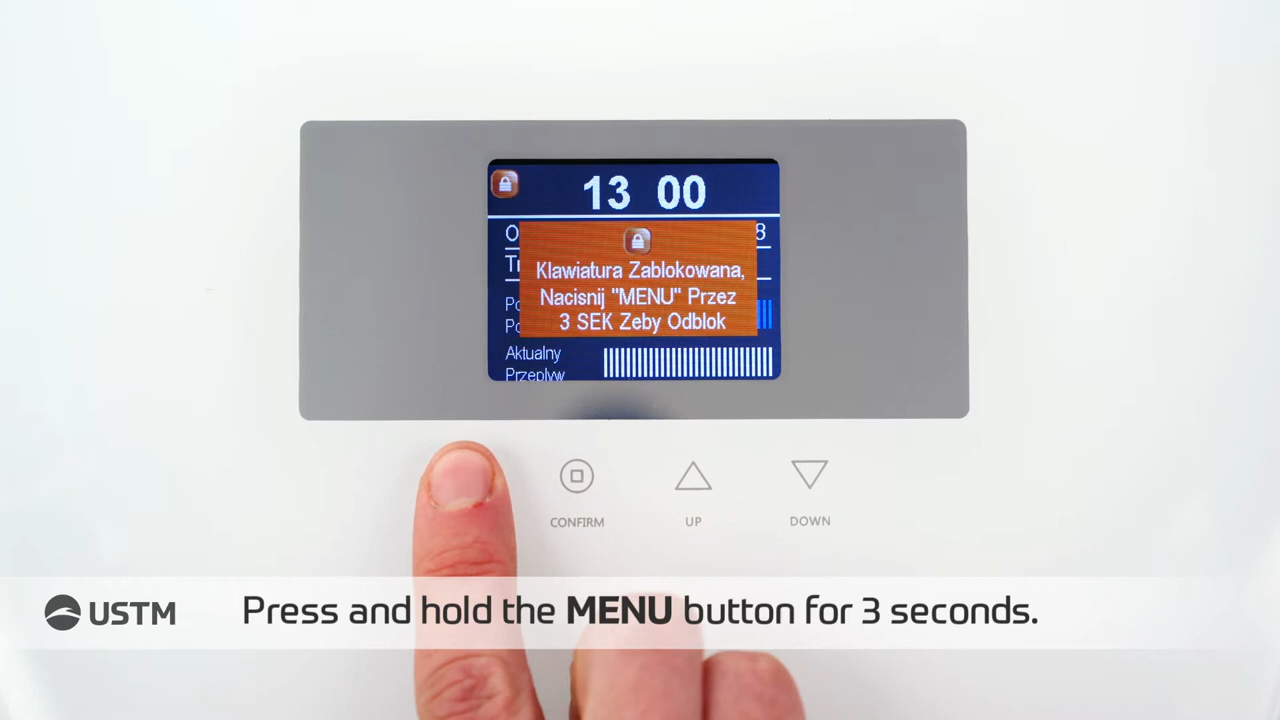 13 00
Klawiatura Zablokowana,
Nacisnij "MENU" Przez
3 SEK Zeby Odblok
Aktualny
Przeplyw
CONFIRM
UP
DOWN
USTM
Press and hold the MENU button for 3 seconds.